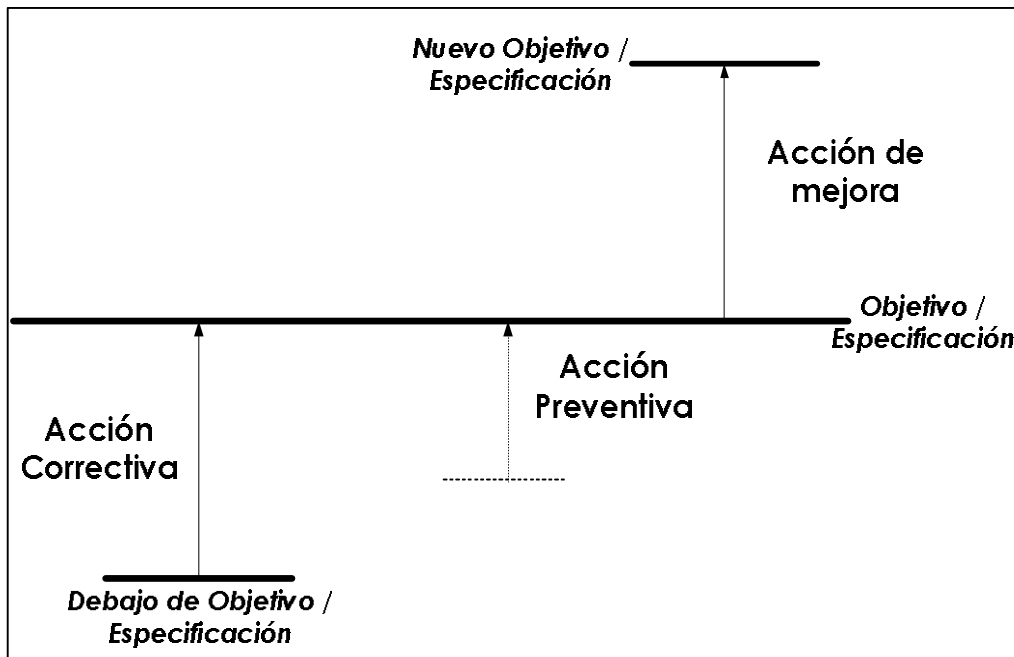 Nuevo Objetivo /
Especificación
Acción de
mejora
Objetivo /
Especificación
Acción
Preventiva
Acción
Correctiva
Debajo de Objetivo /
Especificación